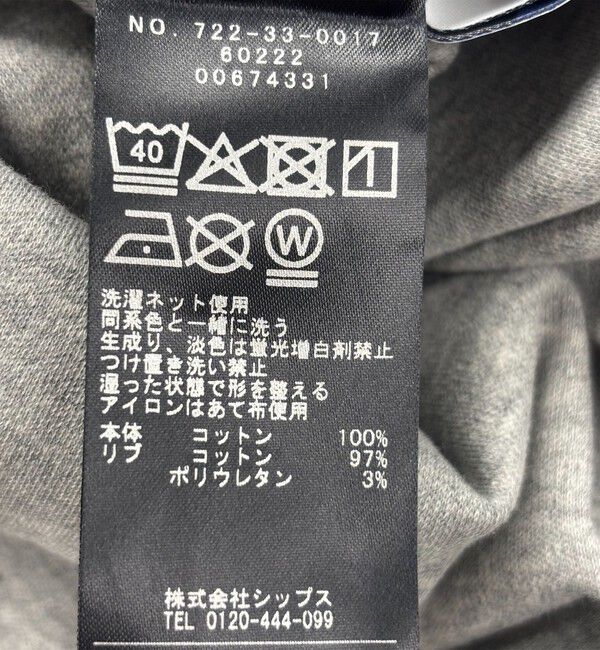 NO. 722-33-0017
60222
00674331
40
W
洗濯ネット使用
同系色と一緒に洗う
生成り、淡色は蛍光増白剤禁止
つけ置き洗い禁止
湿った状態で形を整える
アイロンはあて布使用
本体 コットン 100%
リブ コットン 97%
ポリウレタン 3%
株式会社シップス
TEL 0120-444-099